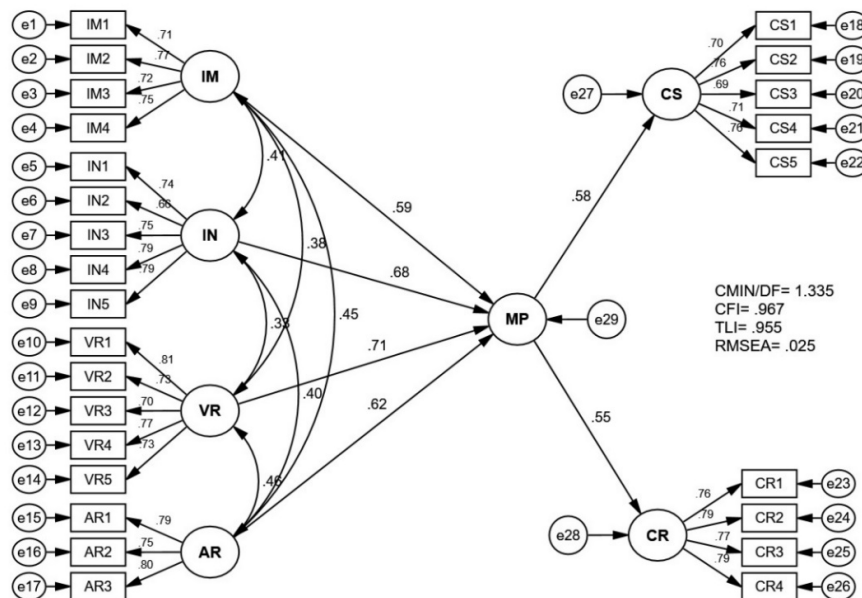 e1 IM1 .71
e2 IM2 .77
e3 IM3 .72
e4 IM4 .75
IM
e5 IN1 .74
e6 IN2 .66
e7 IN3 .75
e8 IN4 .79
e9 IN5 .79
IN
e10 VR1 .81
e11 VR2 .73
e12 VR3 .70
e13 VR4 .77
e14 VR5 .73
VR
e15 AR1 .79
e16 AR2 .75
e17 AR3 .80
AR
.41
.38
.45
.33
.40
.46
.59
.68
.71
.62
MP
e29
.58
.55
e27
CS
.70 CS1 e18
.76 CS2 e19
.69 CS3 e20
.71 CS4 e21
.76 CS5 e22
CMIN/DF= 1.335
CFI= .967
TLI= .955
RMSEA= .025
e28
CR
.76 CR1 e23
.79 CR2 e24
.77 CR3 e25
.79 CR4 e26